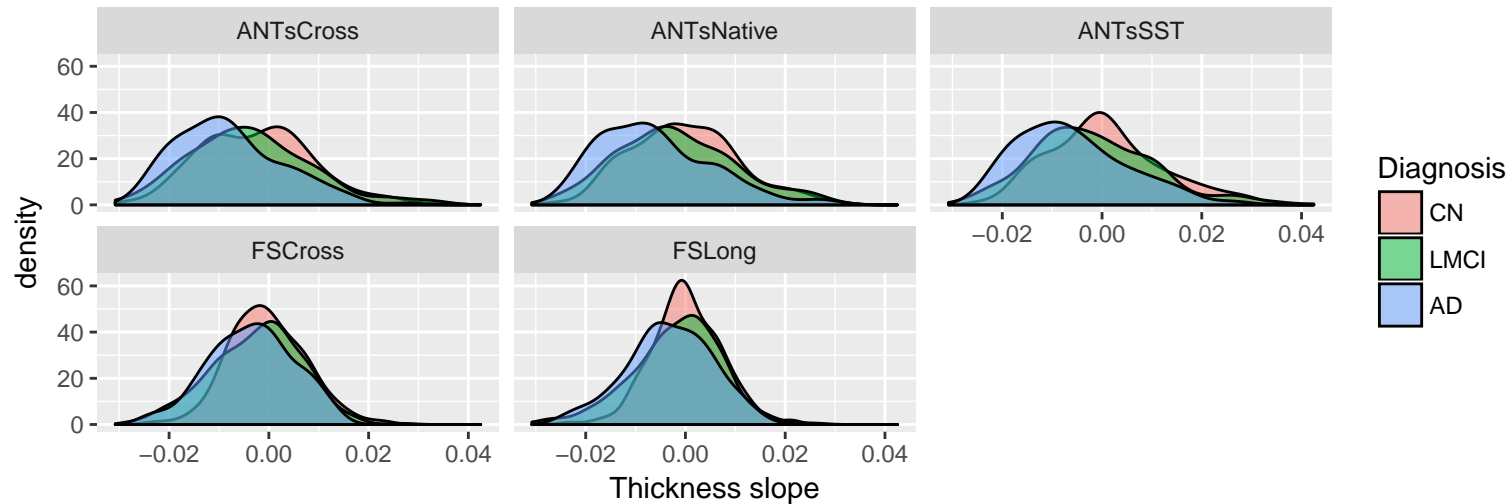 ANTsCross ANTsNative ANTsSST
60
40
20
0
−0.02 0.00 0.02 0.04
FSCross FSLong
60
40
20
0
−0.02 0.00 0.02 0.04 −0.02 0.00 0.02 0.04
Thickness slope
density
Diagnosis
CN
LMCI
AD